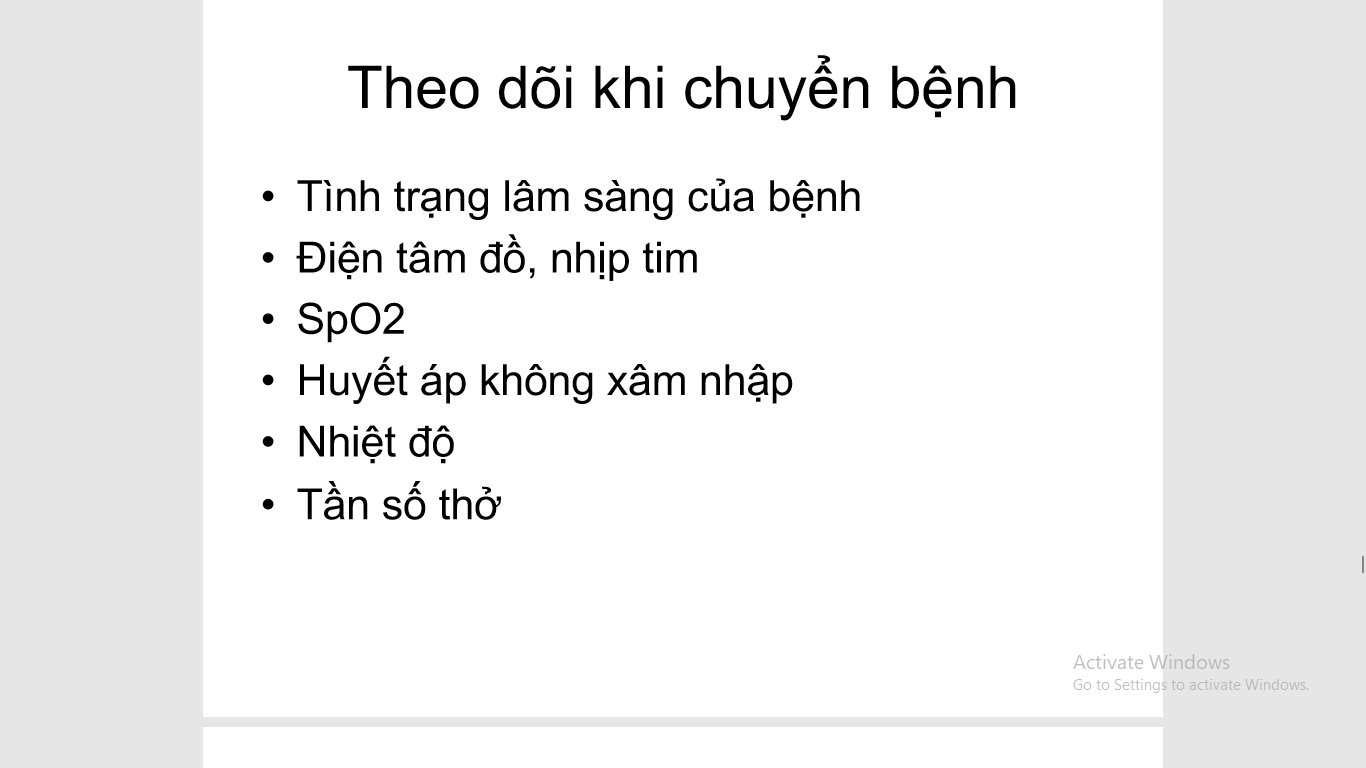 Theo dõi khi chuyển bệnh
• Tình trạng lâm sàng của bệnh
• Điện tâm đồ, nhịp tim
• SpO2
• Huyết áp không xâm nhập
• Nhiệt độ
• Tần số thở
Activate Windows
Go to Settings to activate Windows.